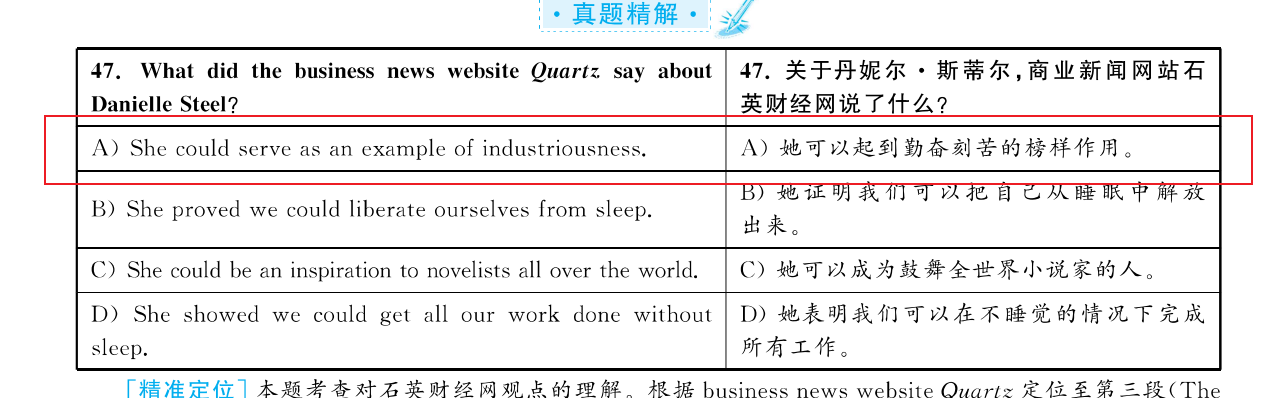 · 真题精解 ·
47. What did the business news website Quartz say about
Danielle Steel?
47. 关于丹妮尔·斯蒂尔,商业新闻网站石
英财经网说了什么?
A) She could serve as an example of industriousness.
A) 她可以起到勤奋刻苦的榜样作用。
B) She proved we could liberate ourselves from sleep.
B) 她证明我们可以把自己从睡眠中解放
出来。
C) She could be an inspiration to novelists all over the world.
C) 她可以成为鼓舞全世界小说家的人。
D) She showed we could get all our work done without
sleep.
D) 她表明我们可以在不睡觉的情况下完成
所有工作。
[精准定位] 本题考查对石英财经网观点的理解。根据 business news website Quartz 定位至第三段(The